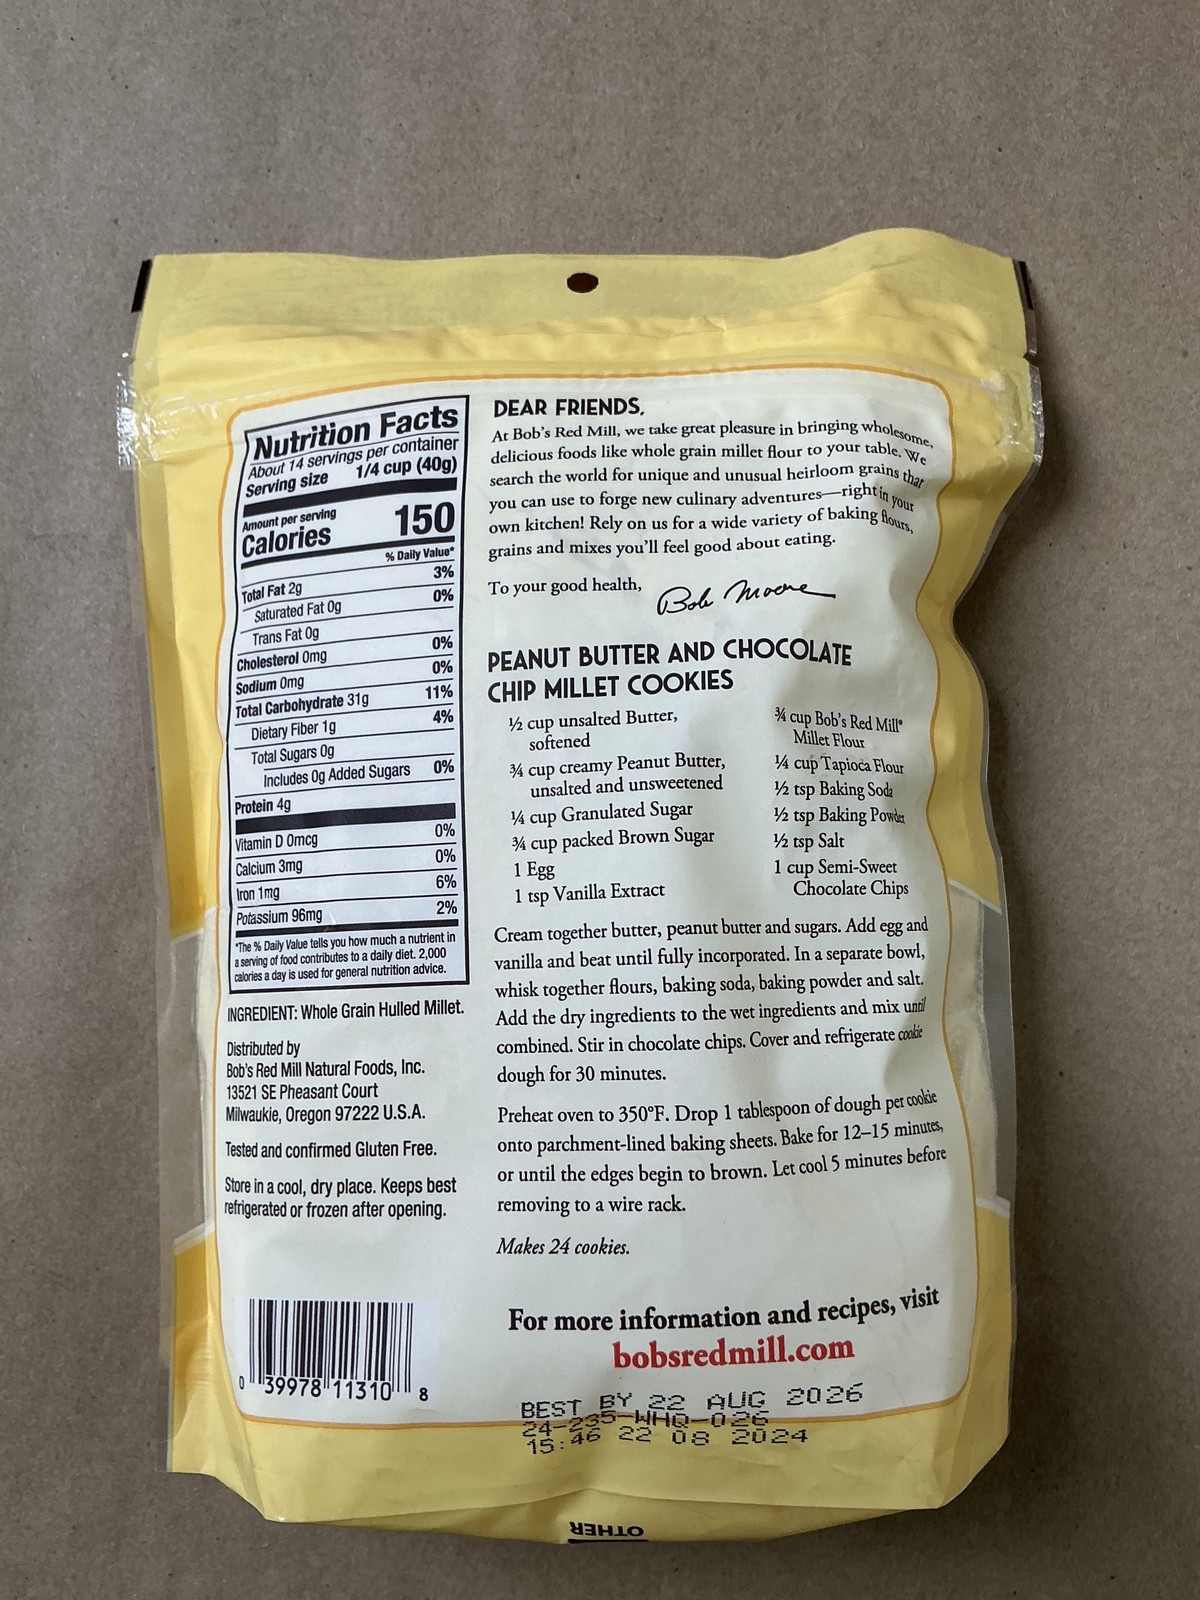 Nutrition Facts
About 14 servings per container
Serving size 1/4 cup (40g)
Amount per serving
Calories 150
% Daily Value*
Total Fat 2g 3%
Saturated Fat 0g 0%
Trans Fat 0g
Cholesterol 0mg 0%
Sodium 0mg 0%
Total Carbohydrate 31g 11%
Dietary Fiber 1g 4%
Total Sugars 0g
Includes 0g Added Sugars 0%
Protein 4g
Vitamin D 0mcg 0%
Calcium 3mg 0%
Iron 1mg 6%
Potassium 96mg 2%
*The % Daily Value tells you how much a nutrient in
a serving of food contributes to a daily diet. 2,000
calories a day is used for general nutrition advice.
INGREDIENT: Whole Grain Hulled Millet.
Distributed by
Bob's Red Mill Natural Foods, Inc.
13521 SE Pheasant Court
Milwaukie, Oregon 97222 U.S.A.
Tested and confirmed Gluten Free.
Store in a cool, dry place. Keeps best
refrigerated or frozen after opening.
0 39978 11310 8
DEAR FRIENDS,
At Bob's Red Mill, we take great pleasure in bringing wholesome,
delicious foods like whole grain millet flour to your table. We
search the world for unique and unusual heirloom grains that
you can use to forge new culinary adventures—right in your
own kitchen! Rely on us for a wide variety of baking flours,
grains and mixes you'll feel good about eating.
To your good health,
Bob Moore
PEANUT BUTTER AND CHOCOLATE
CHIP MILLET COOKIES
½ cup unsalted Butter,
softened
¾ cup creamy Peanut Butter,
unsalted and unsweetened
¼ cup Granulated Sugar
¾ cup packed Brown Sugar
1 Egg
1 tsp Vanilla Extract
¾ cup Bob's Red Mill®
Millet Flour
¼ cup Tapioca Flour
½ tsp Baking Soda
½ tsp Baking Powder
½ tsp Salt
1 cup Semi-Sweet
Chocolate Chips
Cream together butter, peanut butter and sugars. Add egg and
vanilla and beat until fully incorporated. In a separate bowl,
whisk together flours, baking soda, baking powder and salt.
Add the dry ingredients to the wet ingredients and mix until
combined. Stir in chocolate chips. Cover and refrigerate cookie
dough for 30 minutes.
Preheat oven to 350°F. Drop 1 tablespoon of dough per cookie
onto parchment-lined baking sheets. Bake for 12–15 minutes,
or until the edges begin to brown. Let cool 5 minutes before
removing to a wire rack.
Makes 24 cookies.
For more information and recipes, visit
bobsredmill.com
BEST BY 22 AUG 2026
24-235-WHQ-026
15:46 22 08 2024
OTHER